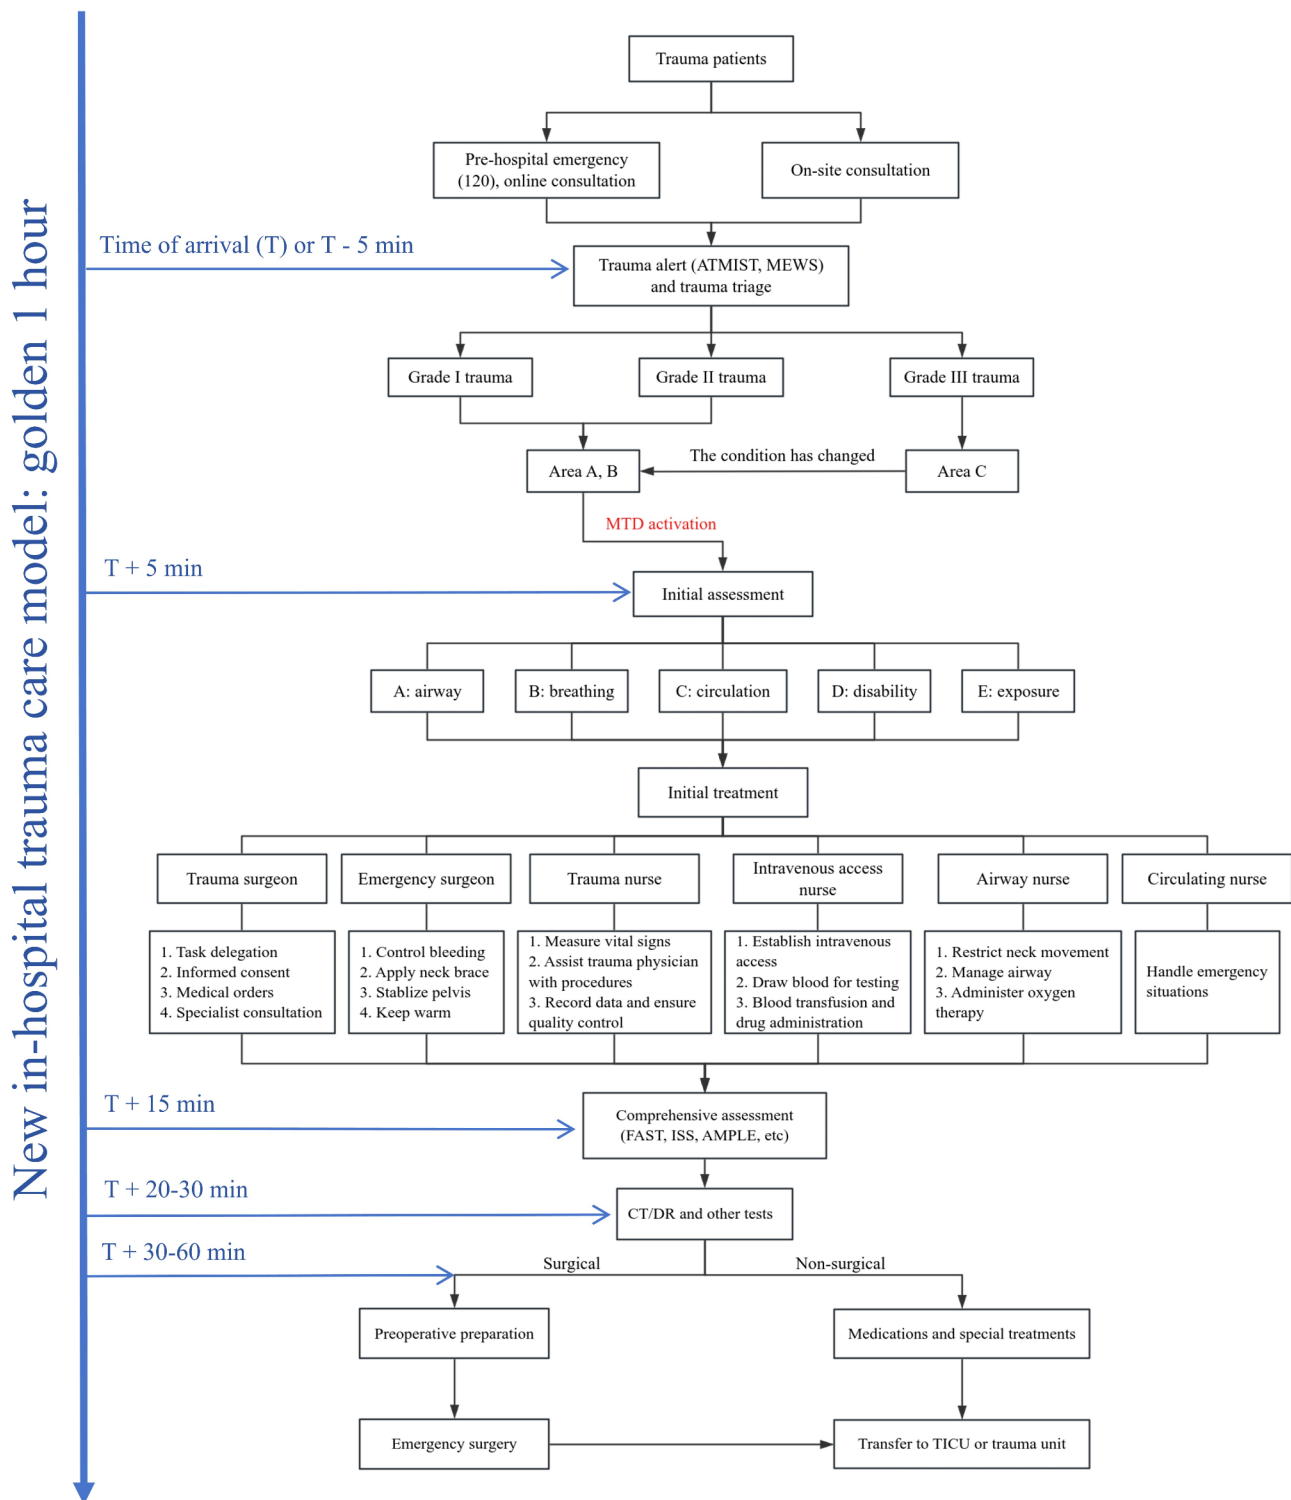 New in-hospital trauma care model: golden 1 hour
Trauma patients
Pre-hospital emergency
(120), online consultation
On-site consultation
Time of arrival (T) or T - 5 min
Trauma alert (ATMIST, MEWS)
and trauma triage
Grade I trauma
Grade II trauma
Grade III trauma
Area A, B
The condition has changed
Area C
MTD activation
T + 5 min
Initial assessment
A: airway
B: breathing
C: circulation
D: disability
E: exposure
Initial treatment
Trauma surgeon
Emergency surgeon
Trauma nurse
Intravenous access
nurse
Airway nurse
Circulating nurse
1. Task delegation
2. Informed consent
3. Medical orders
4. Specialist consultation
1. Control bleeding
2. Apply neck brace
3. Stablize pelvis
4. Keep warm
1. Measure vital signs
2. Assist trauma physician
with procedures
3. Record data and ensure
quality control
1. Establish intravenous
access
2. Draw blood for testing
3. Blood transfusion and
drug administration
1. Restrict neck movement
2. Manage airway
3. Administer oxygen
therapy
Handle emergency
situations
T + 15 min
Comprehensive assessment
(FAST, ISS, AMPLE, etc)
T + 20-30 min
CT/DR and other tests
T + 30-60 min
Surgical
Non-surgical
Preoperative preparation
Medications and special treatments
Emergency surgery
Transfer to TICU or trauma unit